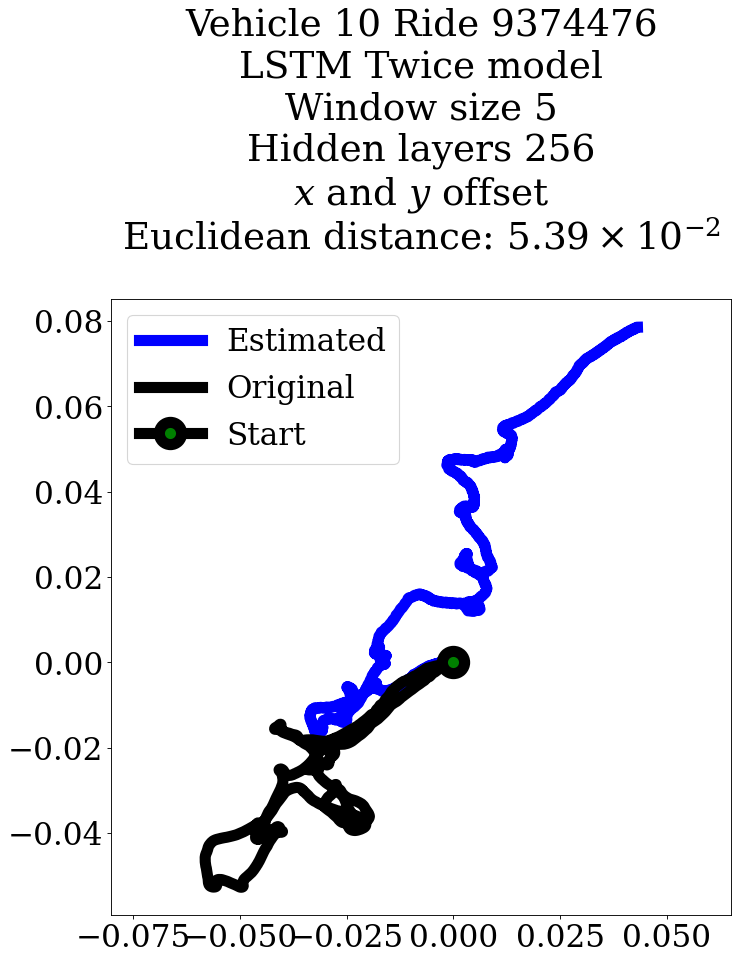 Vehicle 10 Ride 9374476
LSTM Twice model
Window size 5
Hidden layers 256
x and y offset
Euclidean distance: 5.39 × 10⁻²
Estimated
Original
Start
0.08
0.06
0.04
0.02
0.00
−0.02
−0.04
−0.075 −0.050 −0.025 0.000 0.025 0.050